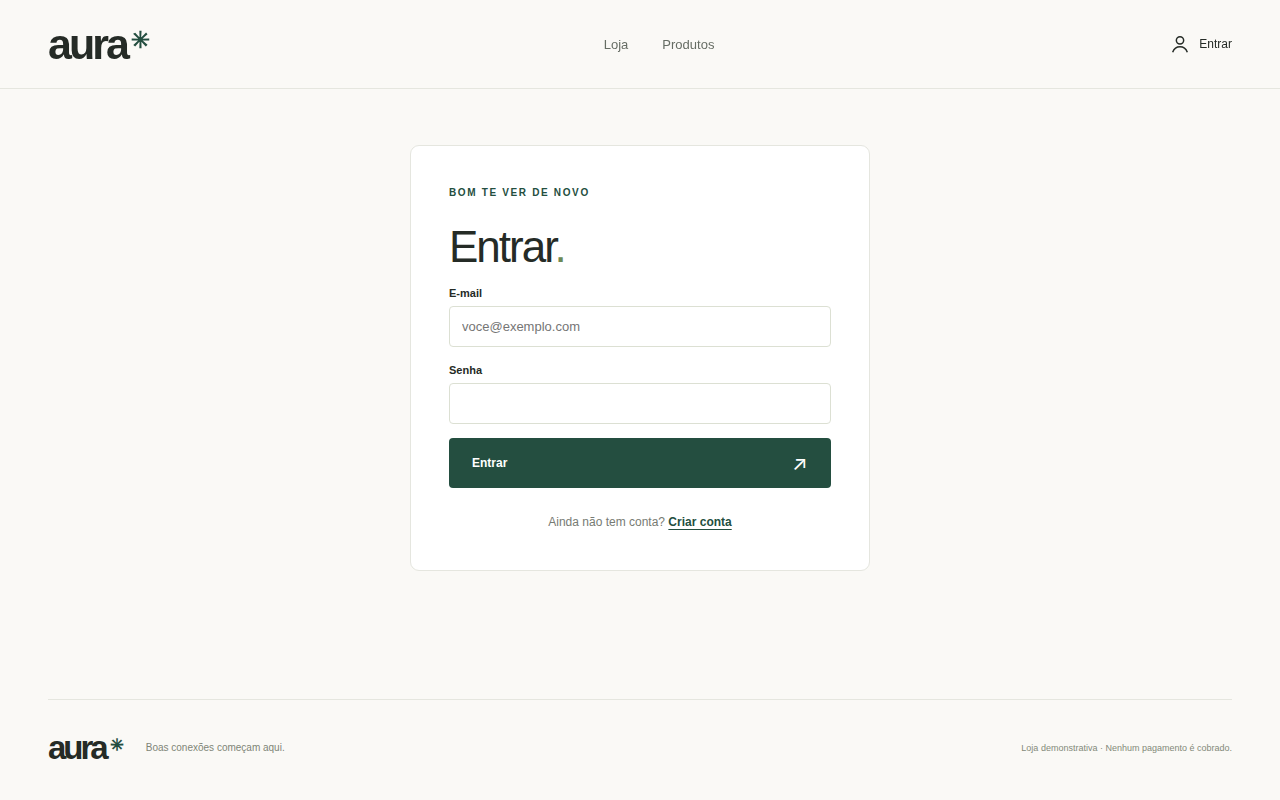 aura
Loja
Produtos
Entrar
BOM TE VER DE NOVO
Entrar.
E-mail
voce@exemplo.com
Senha
Entrar
Ainda não tem conta? Criar conta
aura
Boas conexões começam aqui.
Loja demonstrativa · Nenhum pagamento é cobrado.